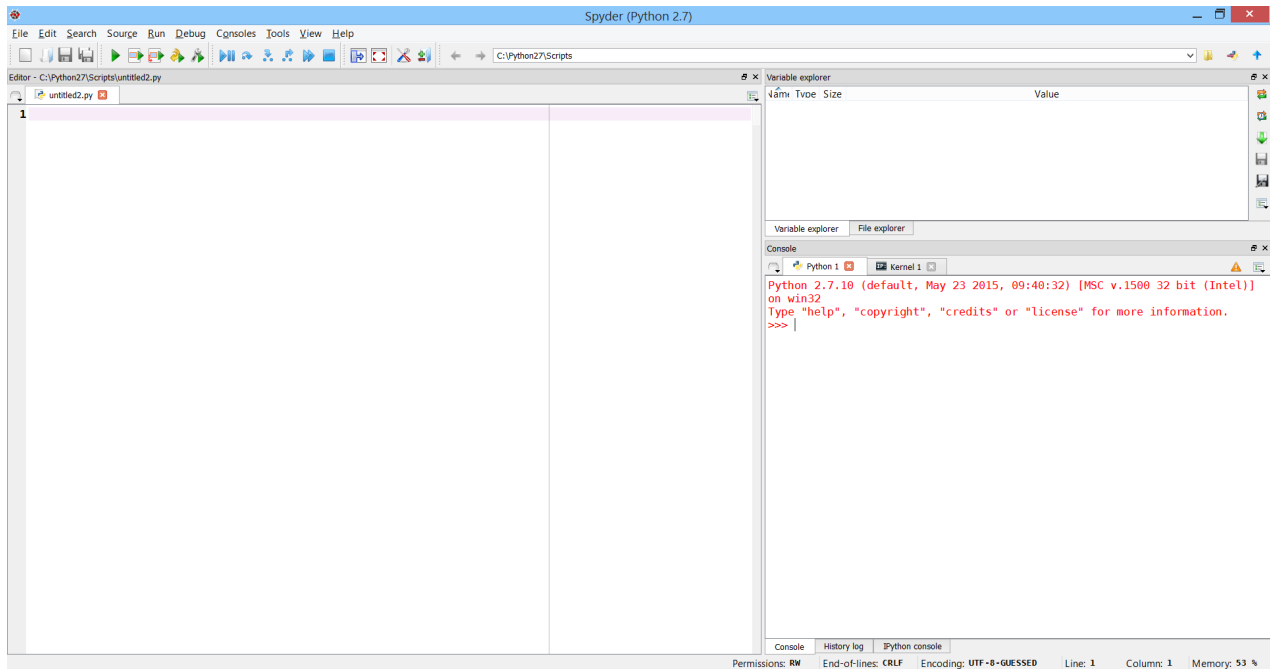 Spyder (Python 2.7)
File Edit Search Source Run Debug Consoles Tools View Help
C:\Python27\Scripts
Editor - C:\Python27\Scripts\untitled2.py
untitled2.py
1
Variable explorer
Name Type Size Value
Variable explorer File explorer
Console
Python 1 Kernel 1
Python 2.7.10 (default, May 23 2015, 09:40:32) [MSC v.1500 32 bit (Intel)]
on win32
Type "help", "copyright", "credits" or "license" for more information.
>>>
Console History log IPython console
Permissions: RW End-of-lines: CRLF Encoding: UTF-8-GUESSED Line: 1 Column: 1 Memory: 53 %